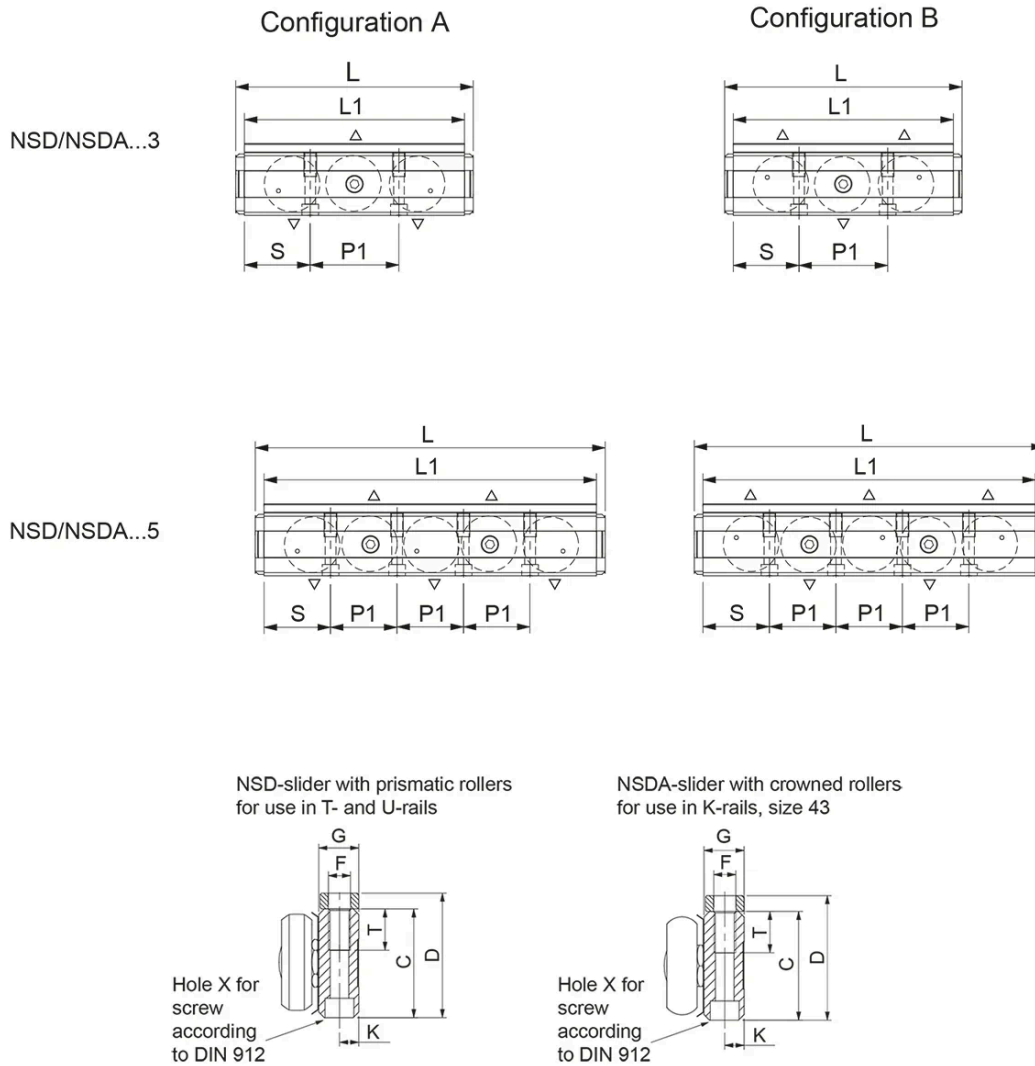 Configuration A
Configuration B
NSD/NSDA...3
L
L1
S
P1
L
L1
S
P1
NSD/NSDA...5
L
L1
S
P1
P1
P1
L
L1
S
P1
P1
P1
NSD-slider with prismatic rollers
for use in T- and U-rails
G
F
T
C
D
K
Hole X for
screw
according
to DIN 912
NSDA-slider with crowned rollers
for use in K-rails, size 43
G
F
T
C
D
K
Hole X for
screw
according
to DIN 912